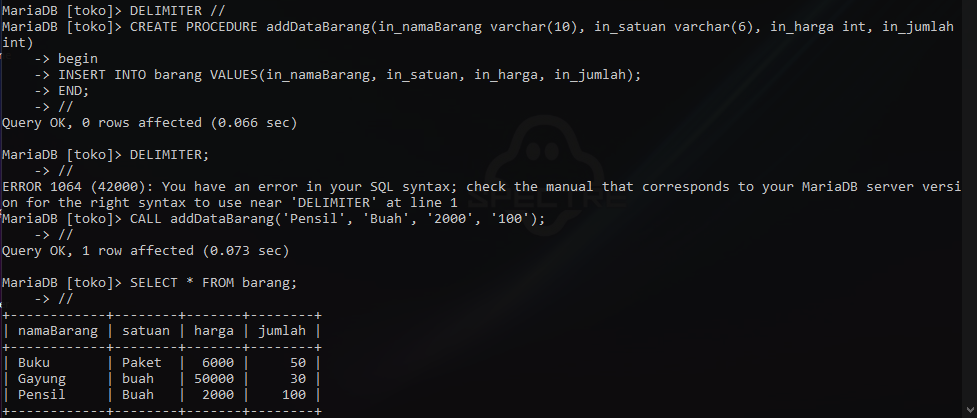 MariaDB [toko]> DELIMITER //
MariaDB [toko]> CREATE PROCEDURE addDataBarang(in_namaBarang varchar(10), in_satuan varchar(6), in_harga int, in_jumlah
int)
    -> begin
    -> INSERT INTO barang VALUES(in_namaBarang, in_satuan, in_harga, in_jumlah);
    -> END;
    -> //
Query OK, 0 rows affected (0.066 sec)

MariaDB [toko]> DELIMITER;
    -> //
ERROR 1064 (42000): You have an error in your SQL syntax; check the manual that corresponds to your MariaDB server versi
on for the right syntax to use near 'DELIMITER' at line 1
MariaDB [toko]> CALL addDataBarang('Pensil', 'Buah', '2000', '100');
    -> //
Query OK, 1 row affected (0.073 sec)

MariaDB [toko]> SELECT * FROM barang;
    -> //
+------------+--------+-------+--------+
| namaBarang | satuan | harga | jumlah |
+------------+--------+-------+--------+
| Buku       | Paket  |  6000 |     50 |
| Gayung     | buah   | 50000 |     30 |
| Pensil     | Buah   |  2000 |    100 |
+------------+--------+-------+--------+
SPECTRE